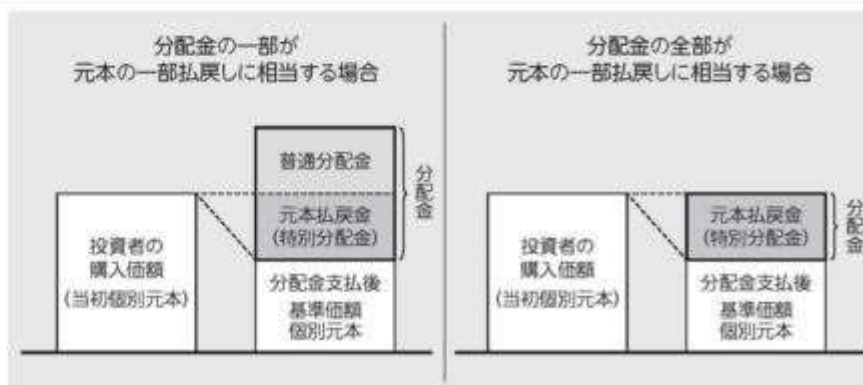 分配金の一部が
元本の一部払戻しに相当する場合
普通分配金
元本払戻金
(特別分配金)
分配金
投資者の
購入価額
(当初個別元本)
分配金支払後
基準価額
個別元本
分配金の全部が
元本の一部払戻しに相当する場合
元本払戻金
(特別分配金)
分配金
投資者の
購入価額
(当初個別元本)
分配金支払後
基準価額
個別元本